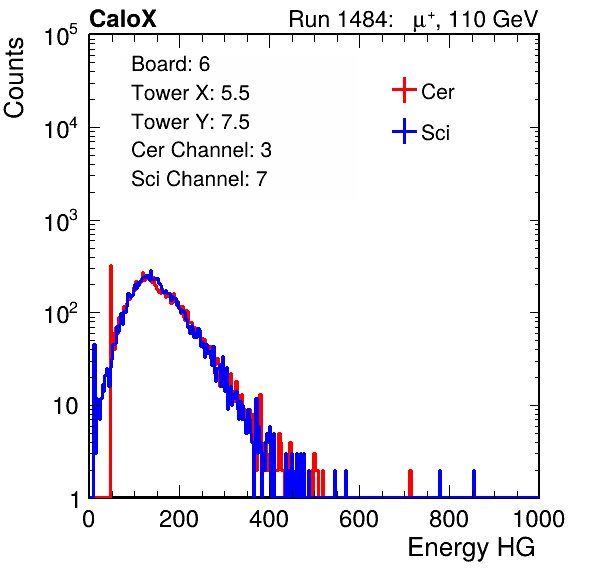 CaloX Run 1484: μ⁺, 110 GeV
Counts
10⁵
10⁴
10³
10²
10
1
Board: 6
Tower X: 5.5
Tower Y: 7.5
Cer Channel: 3
Sci Channel: 7
Cer
Sci
0 200 400 600 800 1000
Energy HG